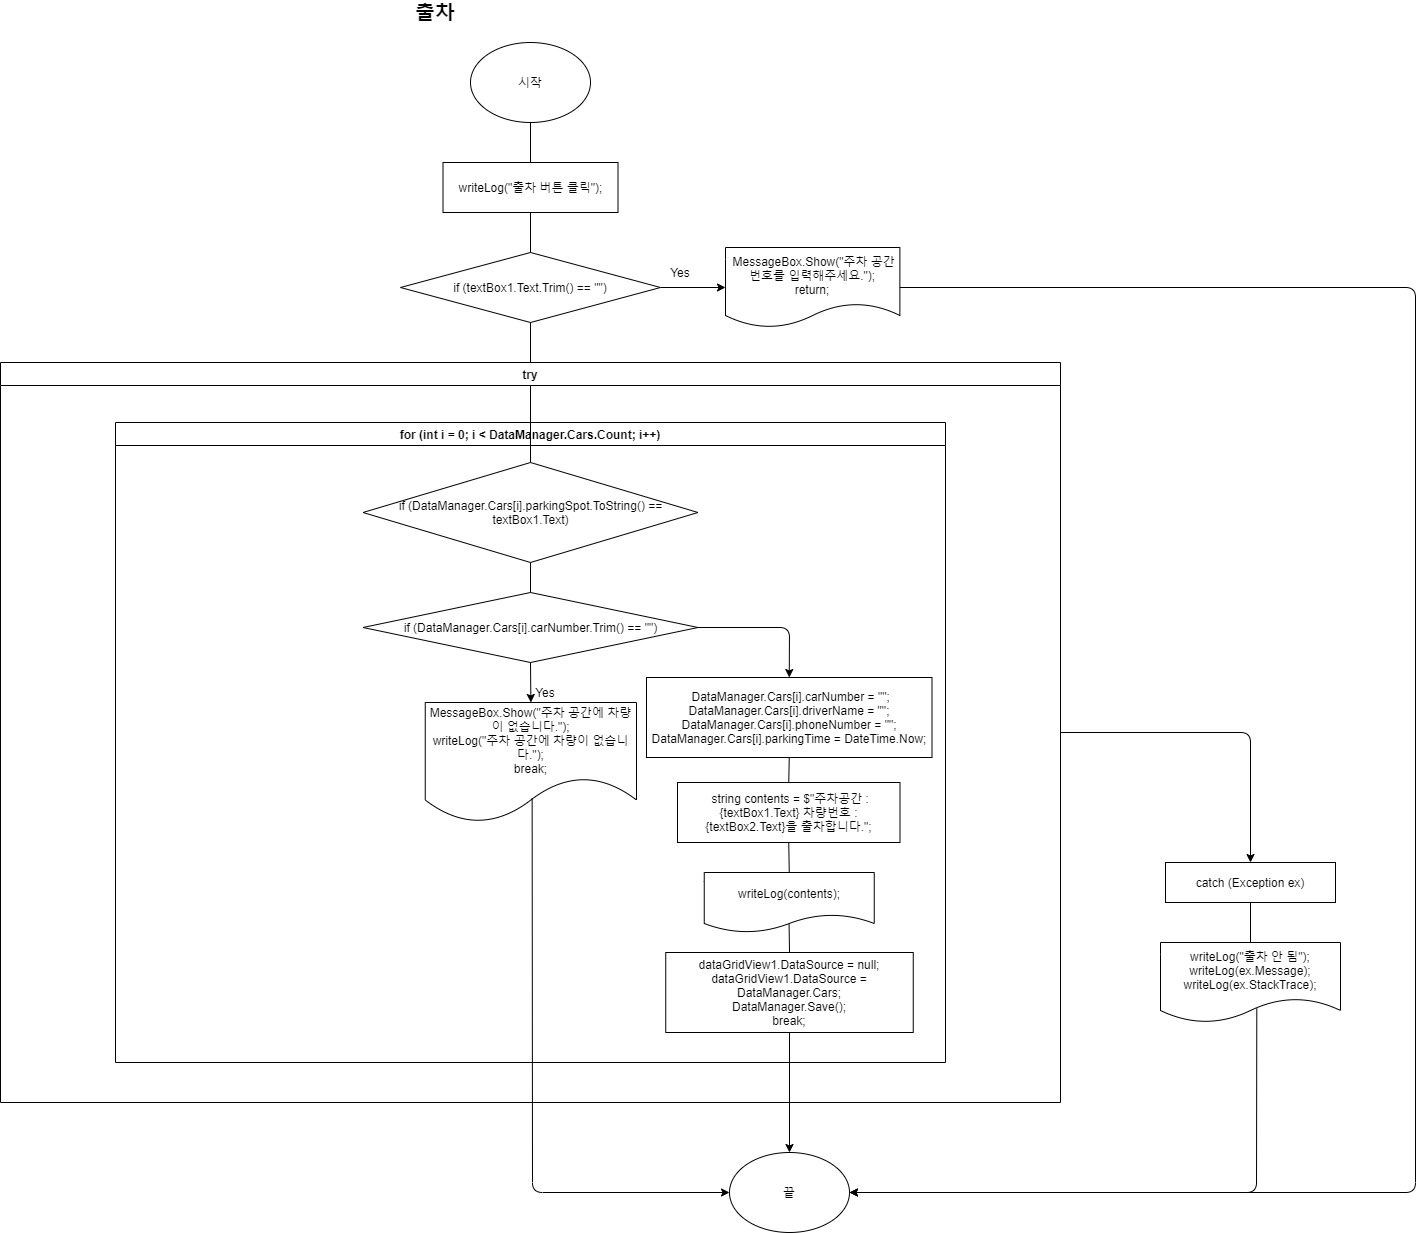 출차
시작
writeLog("출차 버튼 클릭");
if (textBox1.Text.Trim() == "")
Yes
MessageBox.Show("주차 공간
번호를 입력해주세요.");
return;
try
for (int i = 0; i < DataManager.Cars.Count; i++)
if (DataManager.Cars[i].parkingSpot.ToString() ==
textBox1.Text)
if (DataManager.Cars[i].carNumber.Trim() == "")
Yes
MessageBox.Show("주차 공간에 차량
이 없습니다.");
writeLog("주차 공간에 차량이 없습니
다.");
break;
DataManager.Cars[i].carNumber = "";
DataManager.Cars[i].driverName = "";
DataManager.Cars[i].phoneNumber = "";
DataManager.Cars[i].parkingTime = DateTime.Now;
string contents = $"주차공간 :
{textBox1.Text} 차량번호 :
{textBox2.Text}을 출차합니다.";
writeLog(contents);
dataGridView1.DataSource = null;
dataGridView1.DataSource =
DataManager.Cars;
DataManager.Save();
break;
catch (Exception ex)
writeLog("출차 안 됨");
writeLog(ex.Message);
writeLog(ex.StackTrace);
끝